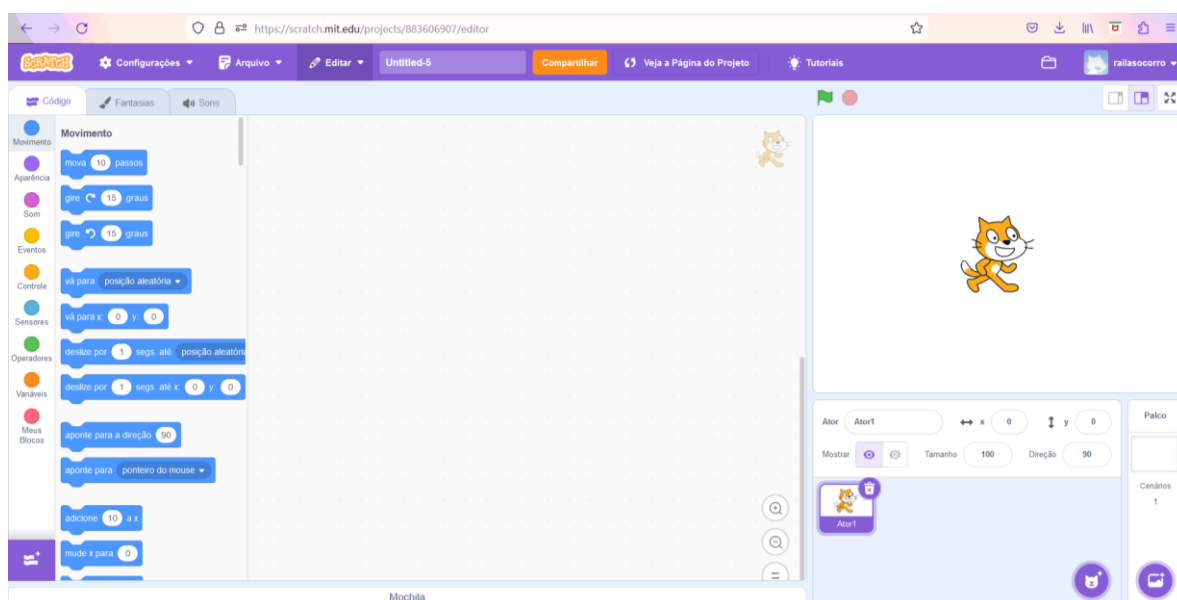 https://scratch.mit.edu/projects/883606907/editor
SCRATCH Configurações Arquivo Editar Untitled-5 Compartilhar Veja a Página do Projeto Tutoriais railasocorro
Código Fantasias Sons
Movimento
Aparência
Som
Eventos
Controle
Sensores
Operadores
Variáveis
Meus
Blocos
Movimento
mova 10 passos
gire 15 graus
gire 15 graus
vá para posição aleatória
vá para x: 0 y: 0
deslize por 1 segs. até posição aleatória
deslize por 1 segs. até x: 0 y: 0
aponte para a direção 90
aponte para ponteiro do mouse
adicione 10 a x
mude x para 0
Ator Ator1 x 0 y 0
Mostrar Tamanho 100 Direção 90
Ator1
Palco
Cenários
1
Mochila